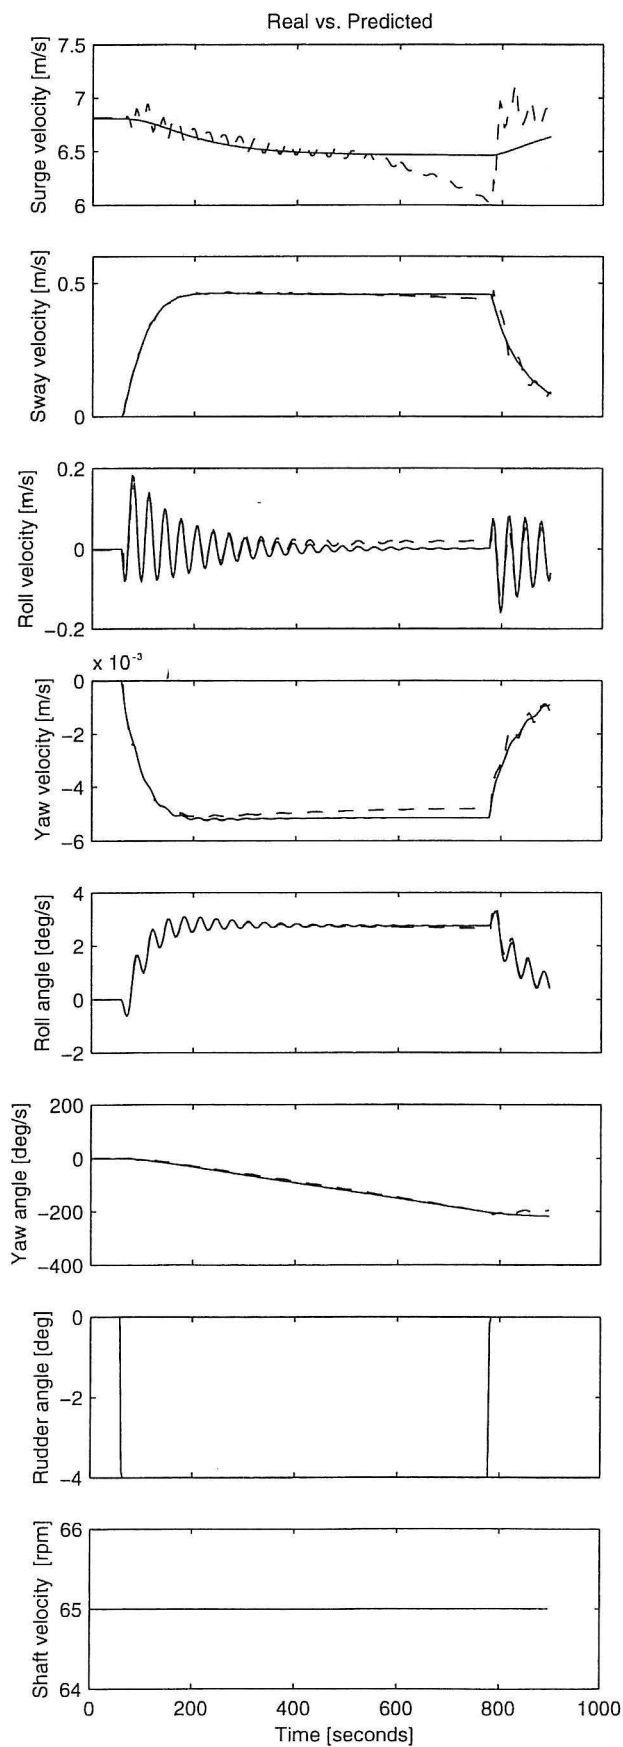 Real vs. Predicted
7.5
7
6.5
6
Surge velocity [m/s]
0.5
0
Sway velocity [m/s]
0.2
0
−0.2
Roll velocity [m/s]
x 10⁻³
0
−2
−4
−6
Yaw velocity [m/s]
4
2
0
−2
Roll angle [deg/s]
200
0
−200
−400
Yaw angle [deg/s]
0
−2
−4
Rudder angle [deg]
66
65
64
Shaft velocity [rpm]
0 200 400 600 800 1000
Time [seconds]